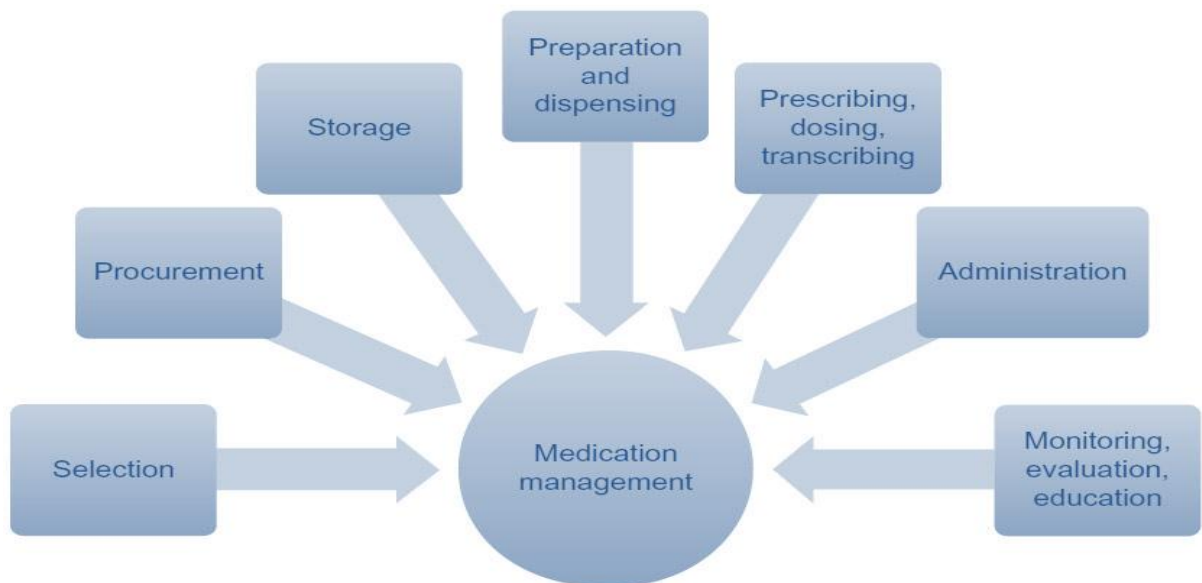 Preparation
and
dispensing
Storage
Prescribing,
dosing,
transcribing
Procurement
Administration
Selection
Medication
management
Monitoring,
evaluation,
education